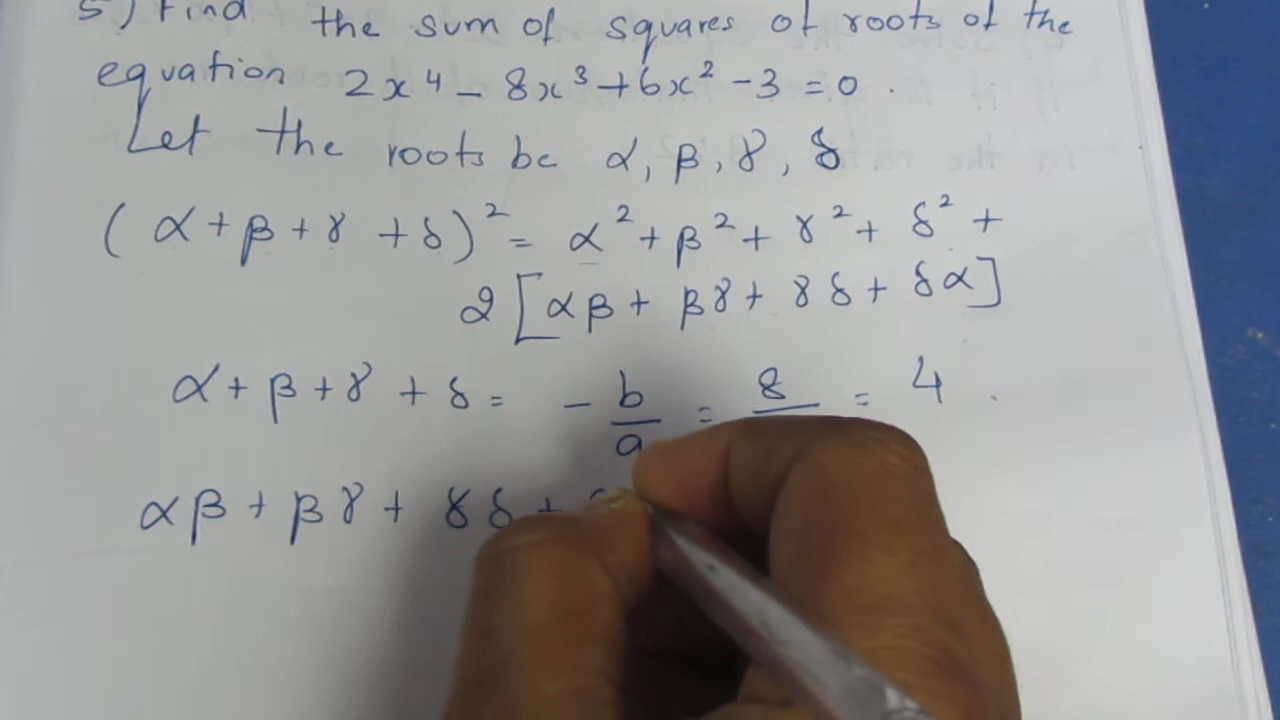 5) Find the sum of squares of roots of the
equation 2x⁴ - 8x³ + 6x² - 3 = 0 .
Let the roots be α, β, γ, δ
(α + β + γ + δ)² = α² + β² + γ² + δ² +
2 [αβ + βγ + γδ + δα]
α + β + γ + δ = - b/a = 8 = 4 .
αβ + βγ + γδ +